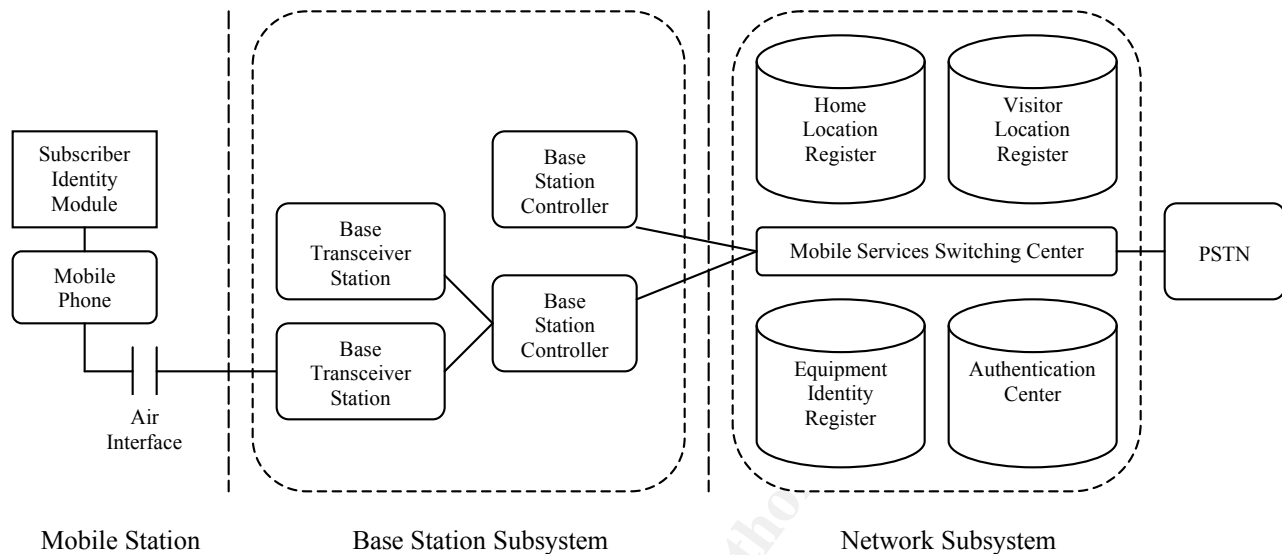 Subscriber
Identity
Module
Mobile
Phone
Air
Interface
Base
Transceiver
Station
Base
Transceiver
Station
Base
Station
Controller
Base
Station
Controller
Home
Location
Register
Visitor
Location
Register
Mobile Services Switching Center
Equipment
Identity
Register
Authentication
Center
PSTN
Mobile Station
Base Station Subsystem
Network Subsystem